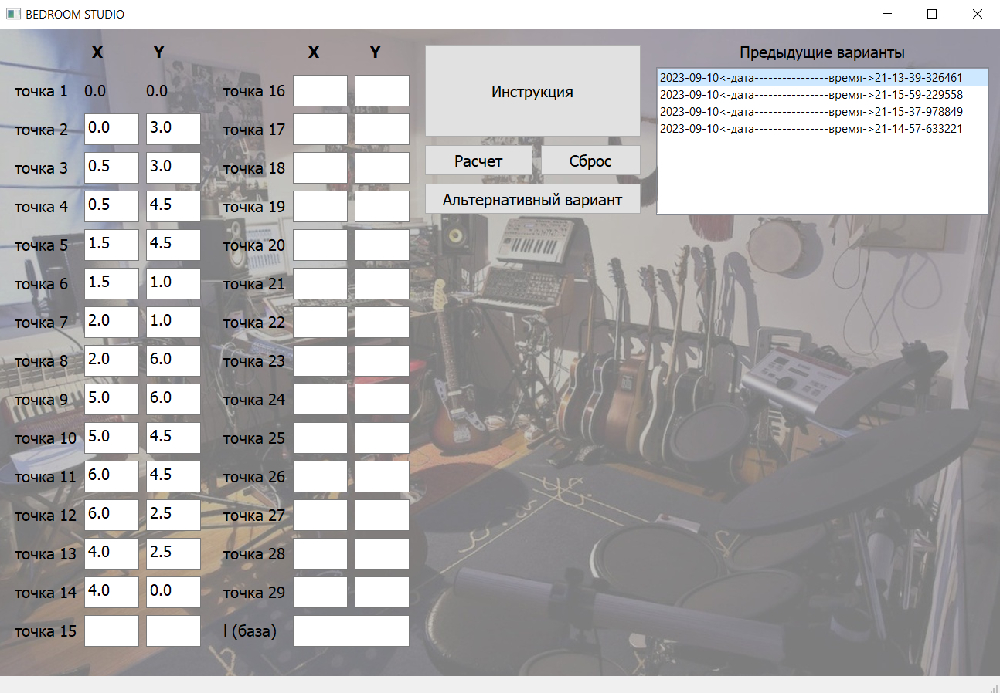 BEDROOM STUDIO
X Y X Y
точка 1 0.0 0.0 точка 16
точка 2 0.0 3.0 точка 17
точка 3 0.5 3.0 точка 18
точка 4 0.5 4.5 точка 19
точка 5 1.5 4.5 точка 20
точка 6 1.5 1.0 точка 21
точка 7 2.0 1.0 точка 22
точка 8 2.0 6.0 точка 23
точка 9 5.0 6.0 точка 24
точка 10 5.0 4.5 точка 25
точка 11 6.0 4.5 точка 26
точка 12 6.0 2.5 точка 27
точка 13 4.0 2.5 точка 28
точка 14 4.0 0.0 точка 29
точка 15 l (база)
Инструкция
Расчет Сброс
Альтернативный вариант
Предыдущие варианты
2023-09-10<-дата----------------время->21-13-39-326461
2023-09-10<-дата----------------время->21-15-59-229558
2023-09-10<-дата----------------время->21-15-37-978849
2023-09-10<-дата----------------время->21-14-57-633221